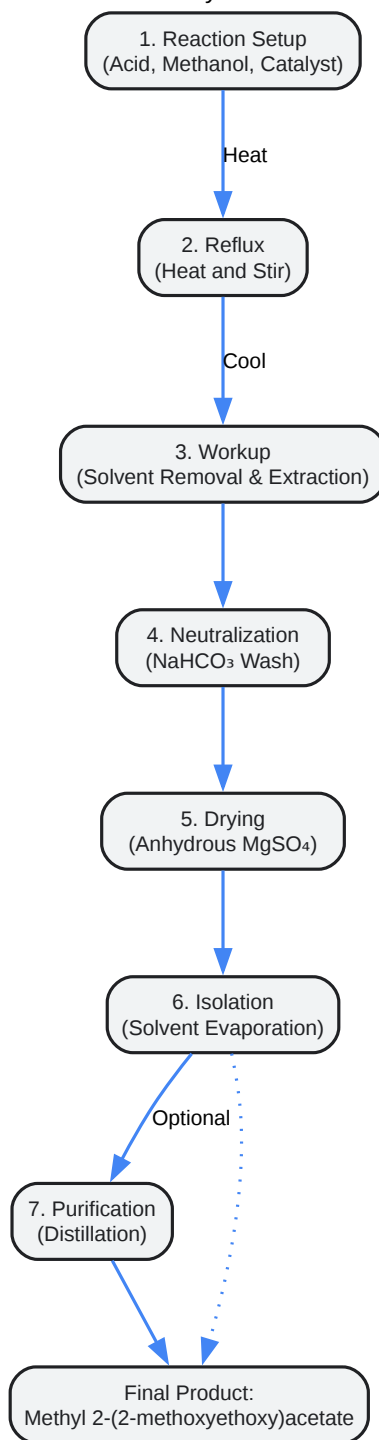 1. Reaction Setup
(Acid, Methanol, Catalyst)
Heat
2. Reflux
(Heat and Stir)
Cool
3. Workup
(Solvent Removal & Extraction)
4. Neutralization
(NaHCO₃ Wash)
5. Drying
(Anhydrous MgSO₄)
6. Isolation
(Solvent Evaporation)
Optional
7. Purification
(Distillation)
Final Product:
Methyl 2-(2-methoxyethoxy)acetate